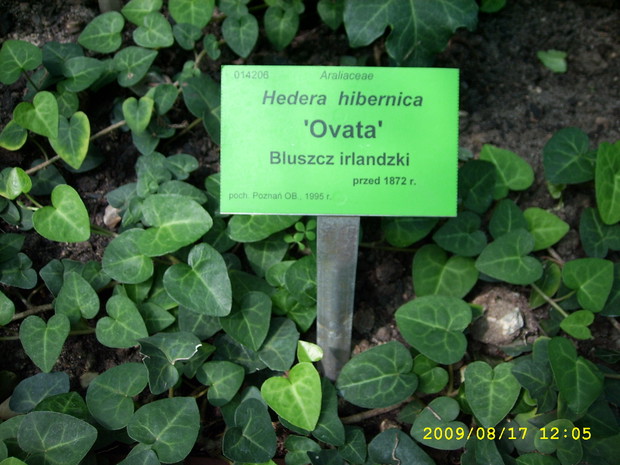 014206 Araliaceae
Hedera hibernica
'Ovata'
Bluszcz irlandzki
przed 1872 r.
poch. Poznań OB.; 1995 r.
2009/08/17 12:05